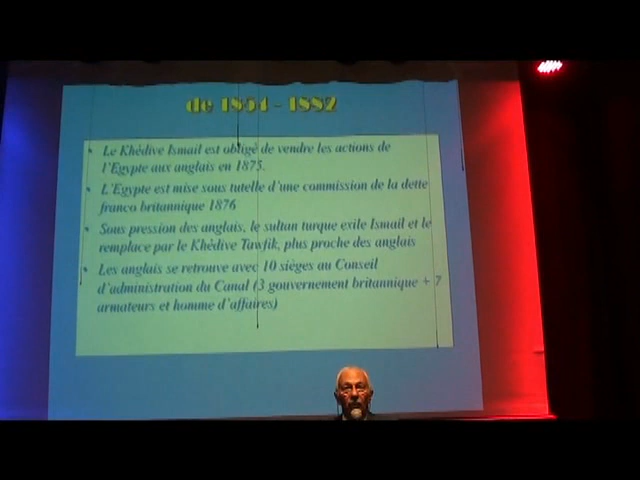 de 1854 - 1882
• Le Khédive Ismail est obligé de vendre les actions de
l'Egypte aux anglais en 1875.
• L'Egypte est mise sous tutelle d'une commission de la dette
franco britannique 1876
• Sous pression des anglais, le sultan turque exile Ismail et le
remplace par le Khédive Tawfik, plus proche des anglais
• Les anglais se retrouve avec 10 sièges au Conseil
d'administration du Canal (3 gouvernement britannique + 7
armateurs et homme d'affaires)